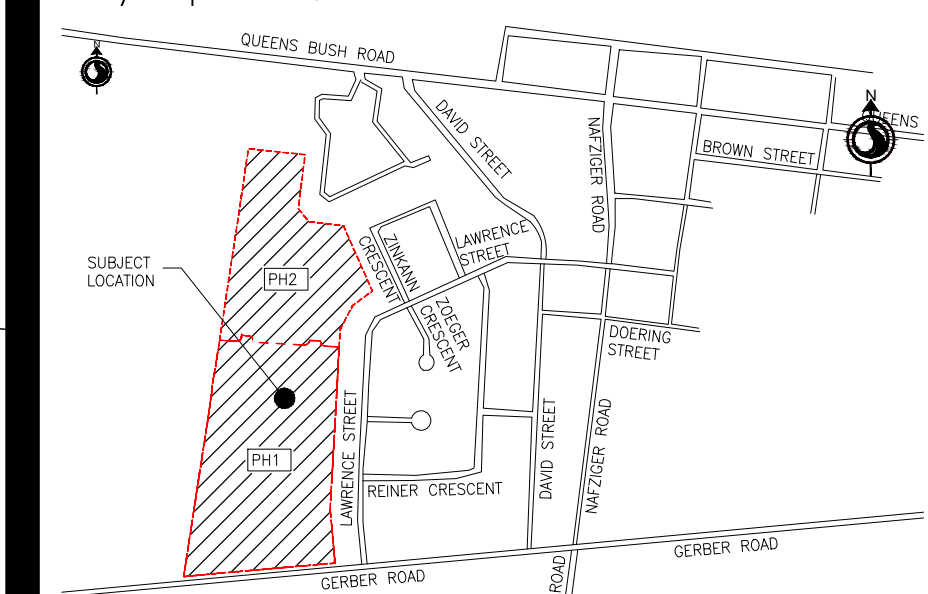 QUEENS BUSH ROAD
N
N
QUEENS
DAVID STREET
NAFZIGER ROAD
BROWN STREET
SUBJECT
LOCATION
PH2
ZINKANN
CRESCENT
LAWRENCE
STREET
ZOEGER
CRESCENT
DOERING
STREET
PH1
LAWRENCE STREET
REINER CRESCENT
DAVID STREET
NAFZIGER ROAD
GERBER ROAD
GERBER ROAD
ROAD